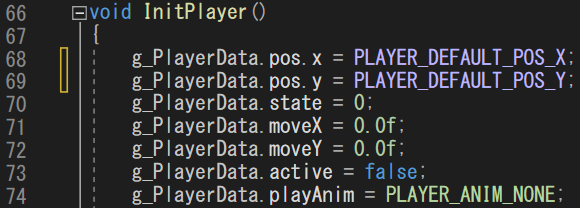 66 void InitPlayer()
67 {
68 g_PlayerData.pos.x = PLAYER_DEFAULT_POS_X;
69 g_PlayerData.pos.y = PLAYER_DEFAULT_POS_Y;
70 g_PlayerData.state = 0;
71 g_PlayerData.moveX = 0.0f;
72 g_PlayerData.moveY = 0.0f;
73 g_PlayerData.active = false;
74 g_PlayerData.playAnim = PLAYER_ANIM_NONE;